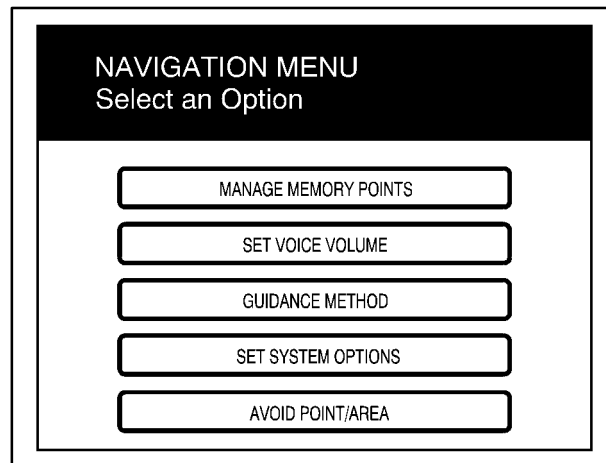 NAVIGATION MENU
Select an Option
MANAGE MEMORY POINTS
SET VOICE VOLUME
GUIDANCE METHOD
SET SYSTEM OPTIONS
AVOID POINT/AREA